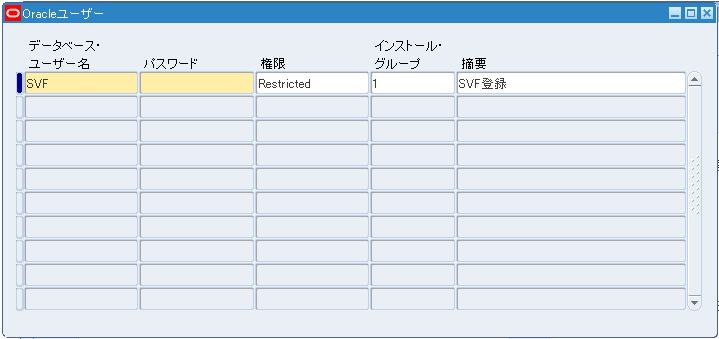 Oracleユーザー
データベース・ インストール・
ユーザー名 パスワード 権限 グループ 摘要
SVF Restricted 1 SVF登録